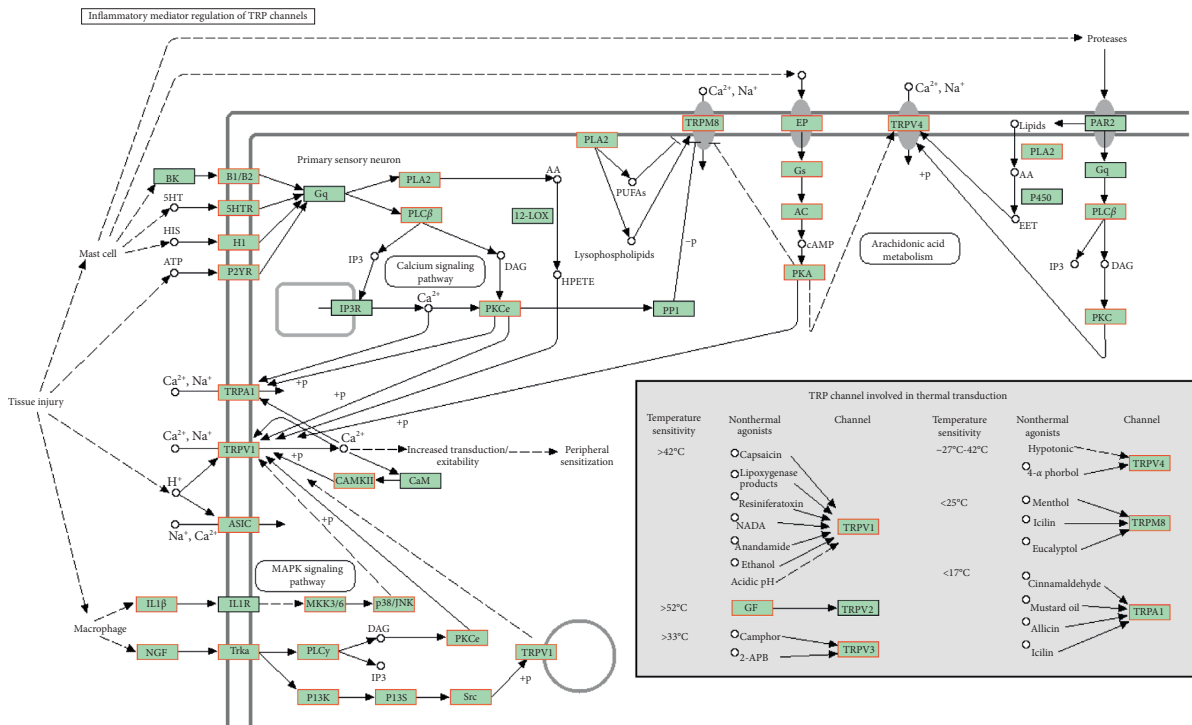 Inflammatory mediator regulation of TRP channels
Proteases
Ca²⁺, Na⁺
Ca²⁺, Na⁺
TRPM8
EP
TRPV4
Lipids
PAR2
PLA2
PLA2
Primary sensory neuron
AA
+p
Gs
Gq
BK
B1/B2
Gq
PLA2
PUFAs
AA
5HT
5HTR
PLCβ
12-LOX
AC
P450
PLCβ
HIS
H1
-p
cAMP
EET
Mast cell
Lysophospholipids
Arachidonic acid
metabolism
ATP
P2YR
IP3
Calcium signaling
pathway
DAG
HPETE
PKA
IP3
DAG
Ca²⁺
IP3R
PKCe
PP1
PKC
+p
Ca²⁺, Na⁺
TRPA1
+p
Tissue injury
+p
Ca²⁺, Na⁺
TRPV1
Ca²⁺
Increased transduction/
exitability
Peripheral
sensitization
+p
H⁺
CAMKII
CaM
ASIC
+p
Na⁺, Ca²⁺
MAPK signaling
pathway
IL1β
IL1R
MKK3/6
p38/JNK
Macrophage
NGF
Trka
PLCy
DAG
PKCe
TRPV1
IP3
+p
P13K
P13S
Src
TRP channel involved in thermal transduction
Temperature
sensitivity
Nonthermal
agonists
Channel
>42°C
Capsaicin
Lipoxygenase
products
Resiniferatoxin
NADA
TRPV1
Anandamide
Ethanol
Acidic pH
>52°C
GF
TRPV2
>33°C
Camphor
2-APB
TRPV3
Temperature
sensitivity
Nonthermal
agonists
Channel
~27°C-42°C
Hypotonic
4-α phorbol
TRPV4
<25°C
Menthol
Icilin
TRPM8
Eucalyptol
<17°C
Cinnamaldehyde
Mustard oil
TRPA1
Allicin
Icilin